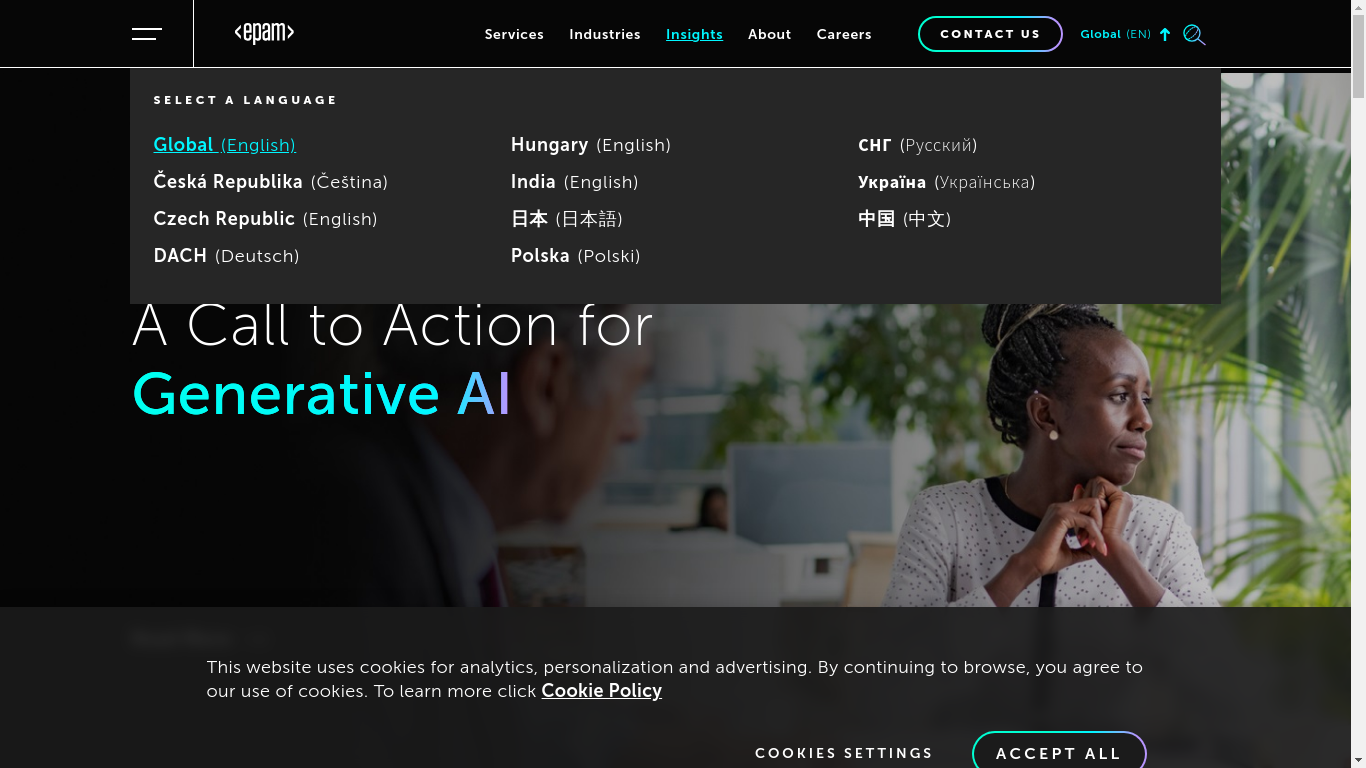 <epam>
Services Industries Insights About Careers CONTACT US Global (EN)
SELECT A LANGUAGE
Global (English)
Česká Republika (Čeština)
Czech Republic (English)
DACH (Deutsch)
Hungary (English)
India (English)
日本 (日本語)
Polska (Polski)
СНГ (Русский)
Україна (Українська)
中国 (中文)
A Call to Action for
Generative AI
This website uses cookies for analytics, personalization and advertising. By continuing to browse, you agree to
our use of cookies. To learn more click Cookie Policy
COOKIES SETTINGS ACCEPT ALL